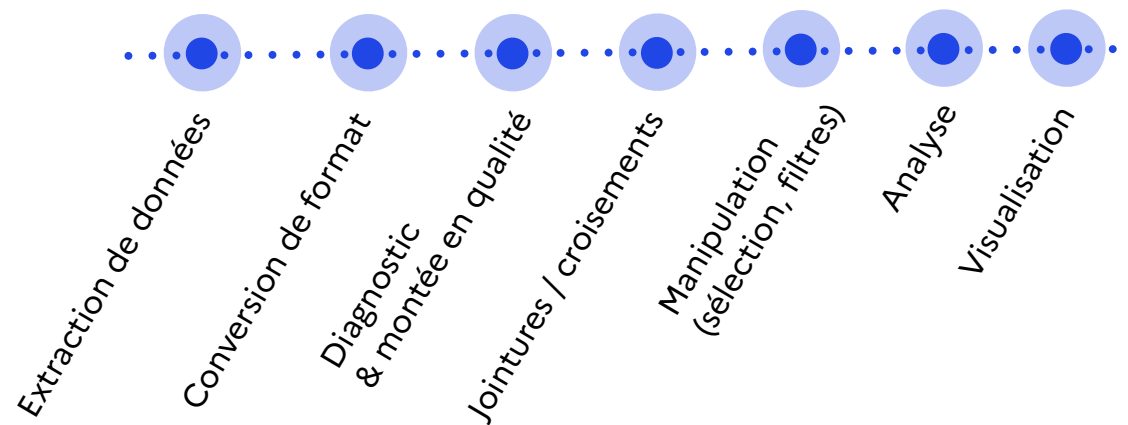 Extraction de données
Conversion de format
Diagnostic
& montée en qualité
Jointures / croisements
Manipulation
(sélection, filtres)
Analyse
Visualisation